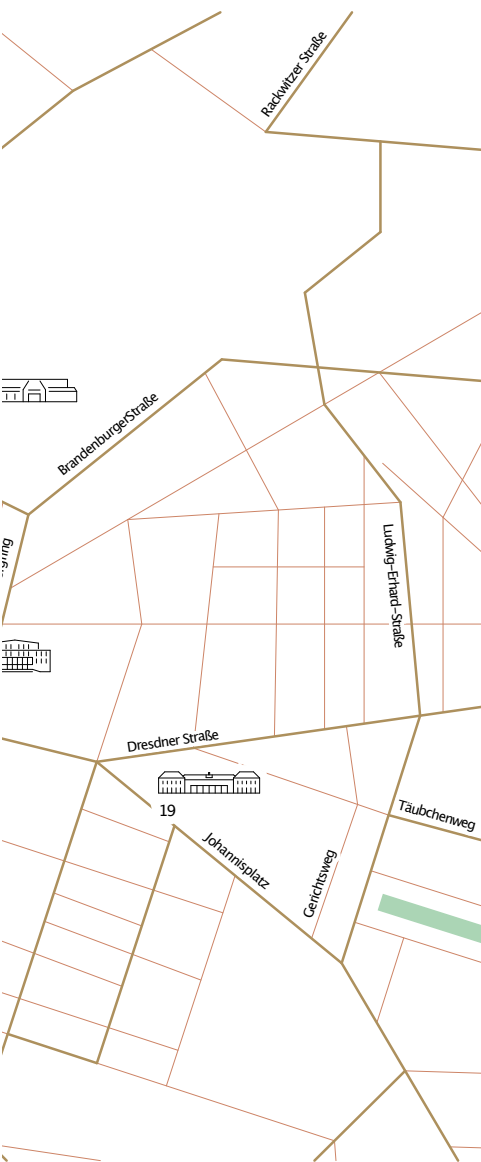 Rackwitzer Straße
BrandenburgerStraße
Ludwig-Erhard-Straße
Dresdner Straße
19
Täubchenweg
Johannisplatz
Gerichtsweg